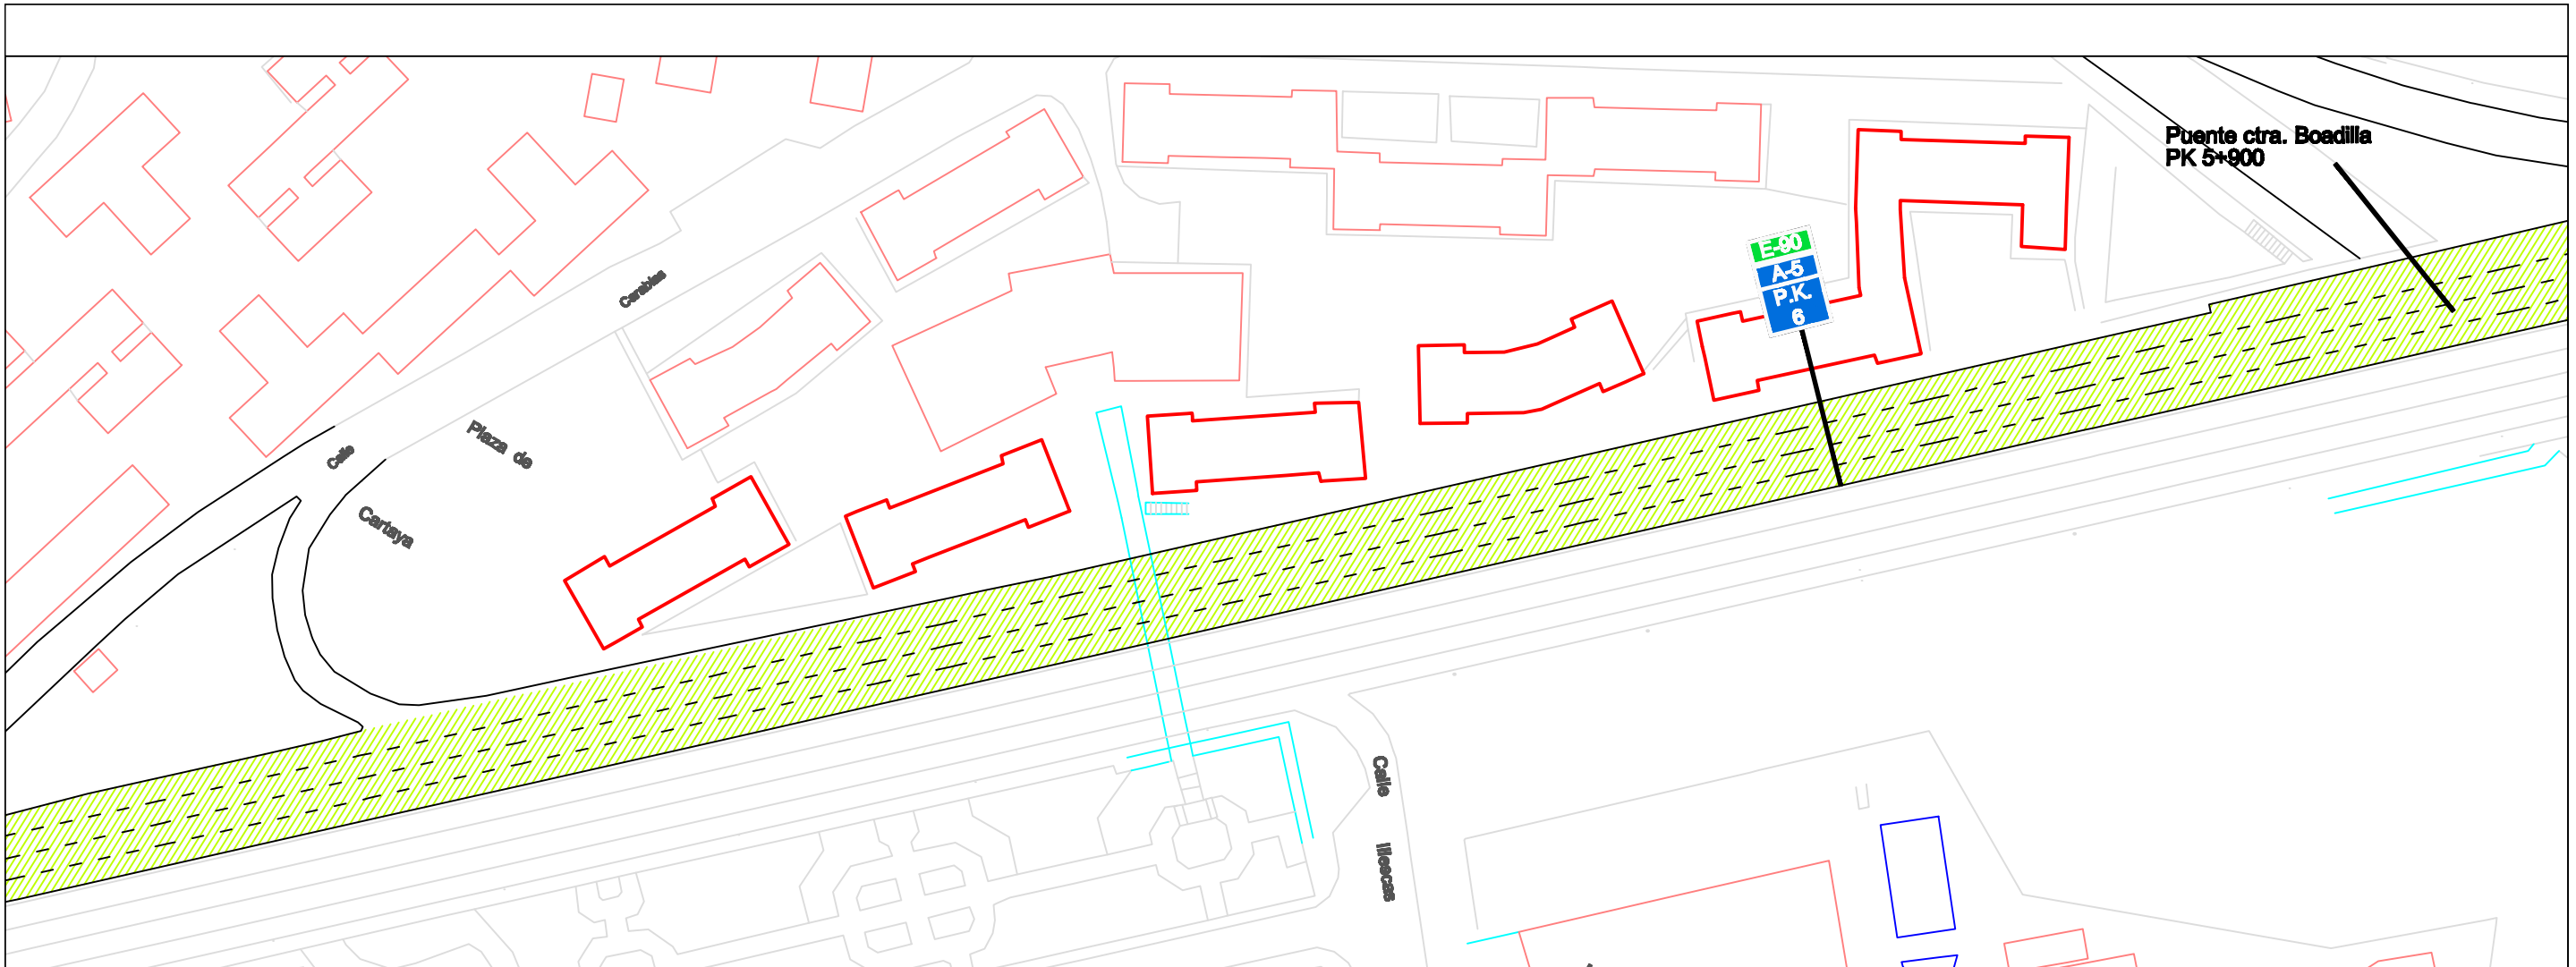 Puente ctra. Boadilla
PK 5+900
E-90
A-5
P.K.
6
Carabias
Calle
Plaza de
Cartaya
Calle
Illescas